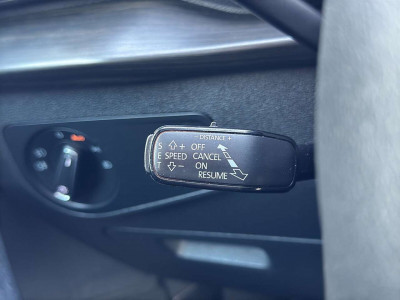 - DISTANCE +
S + OFF
E SPEED CANCEL
T - ON
RESUME